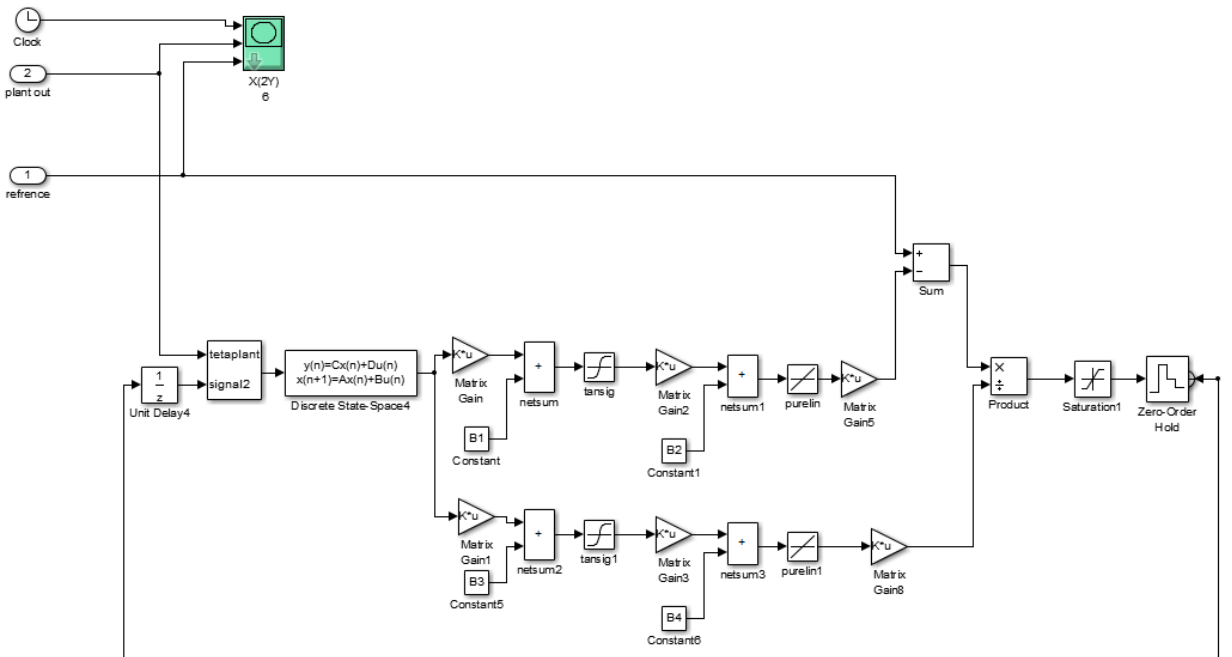 Clock
X(2Y)
6
2
plant out
1
refrence
+
−
Sum
tetaplant
signal2
1
z
Unit Delay4
y(n)=Cx(n)+Du(n)
x(n+1)=Ax(n)+Bu(n)
Discrete State-Space4
K*u
Matrix
Gain
+
netsum
tansig
K*u
Matrix
Gain2
+
netsum1
purelin
K*u
Matrix
Gain5
×
÷
Product
Saturation1
Zero-Order
Hold
B1
Constant
B2
Constant1
K*u
Matrix
Gain1
+
netsum2
tansig1
K*u
Matrix
Gain3
+
netsum3
purelin1
K*u
Matrix
Gain8
B3
Constant5
B4
Constant6